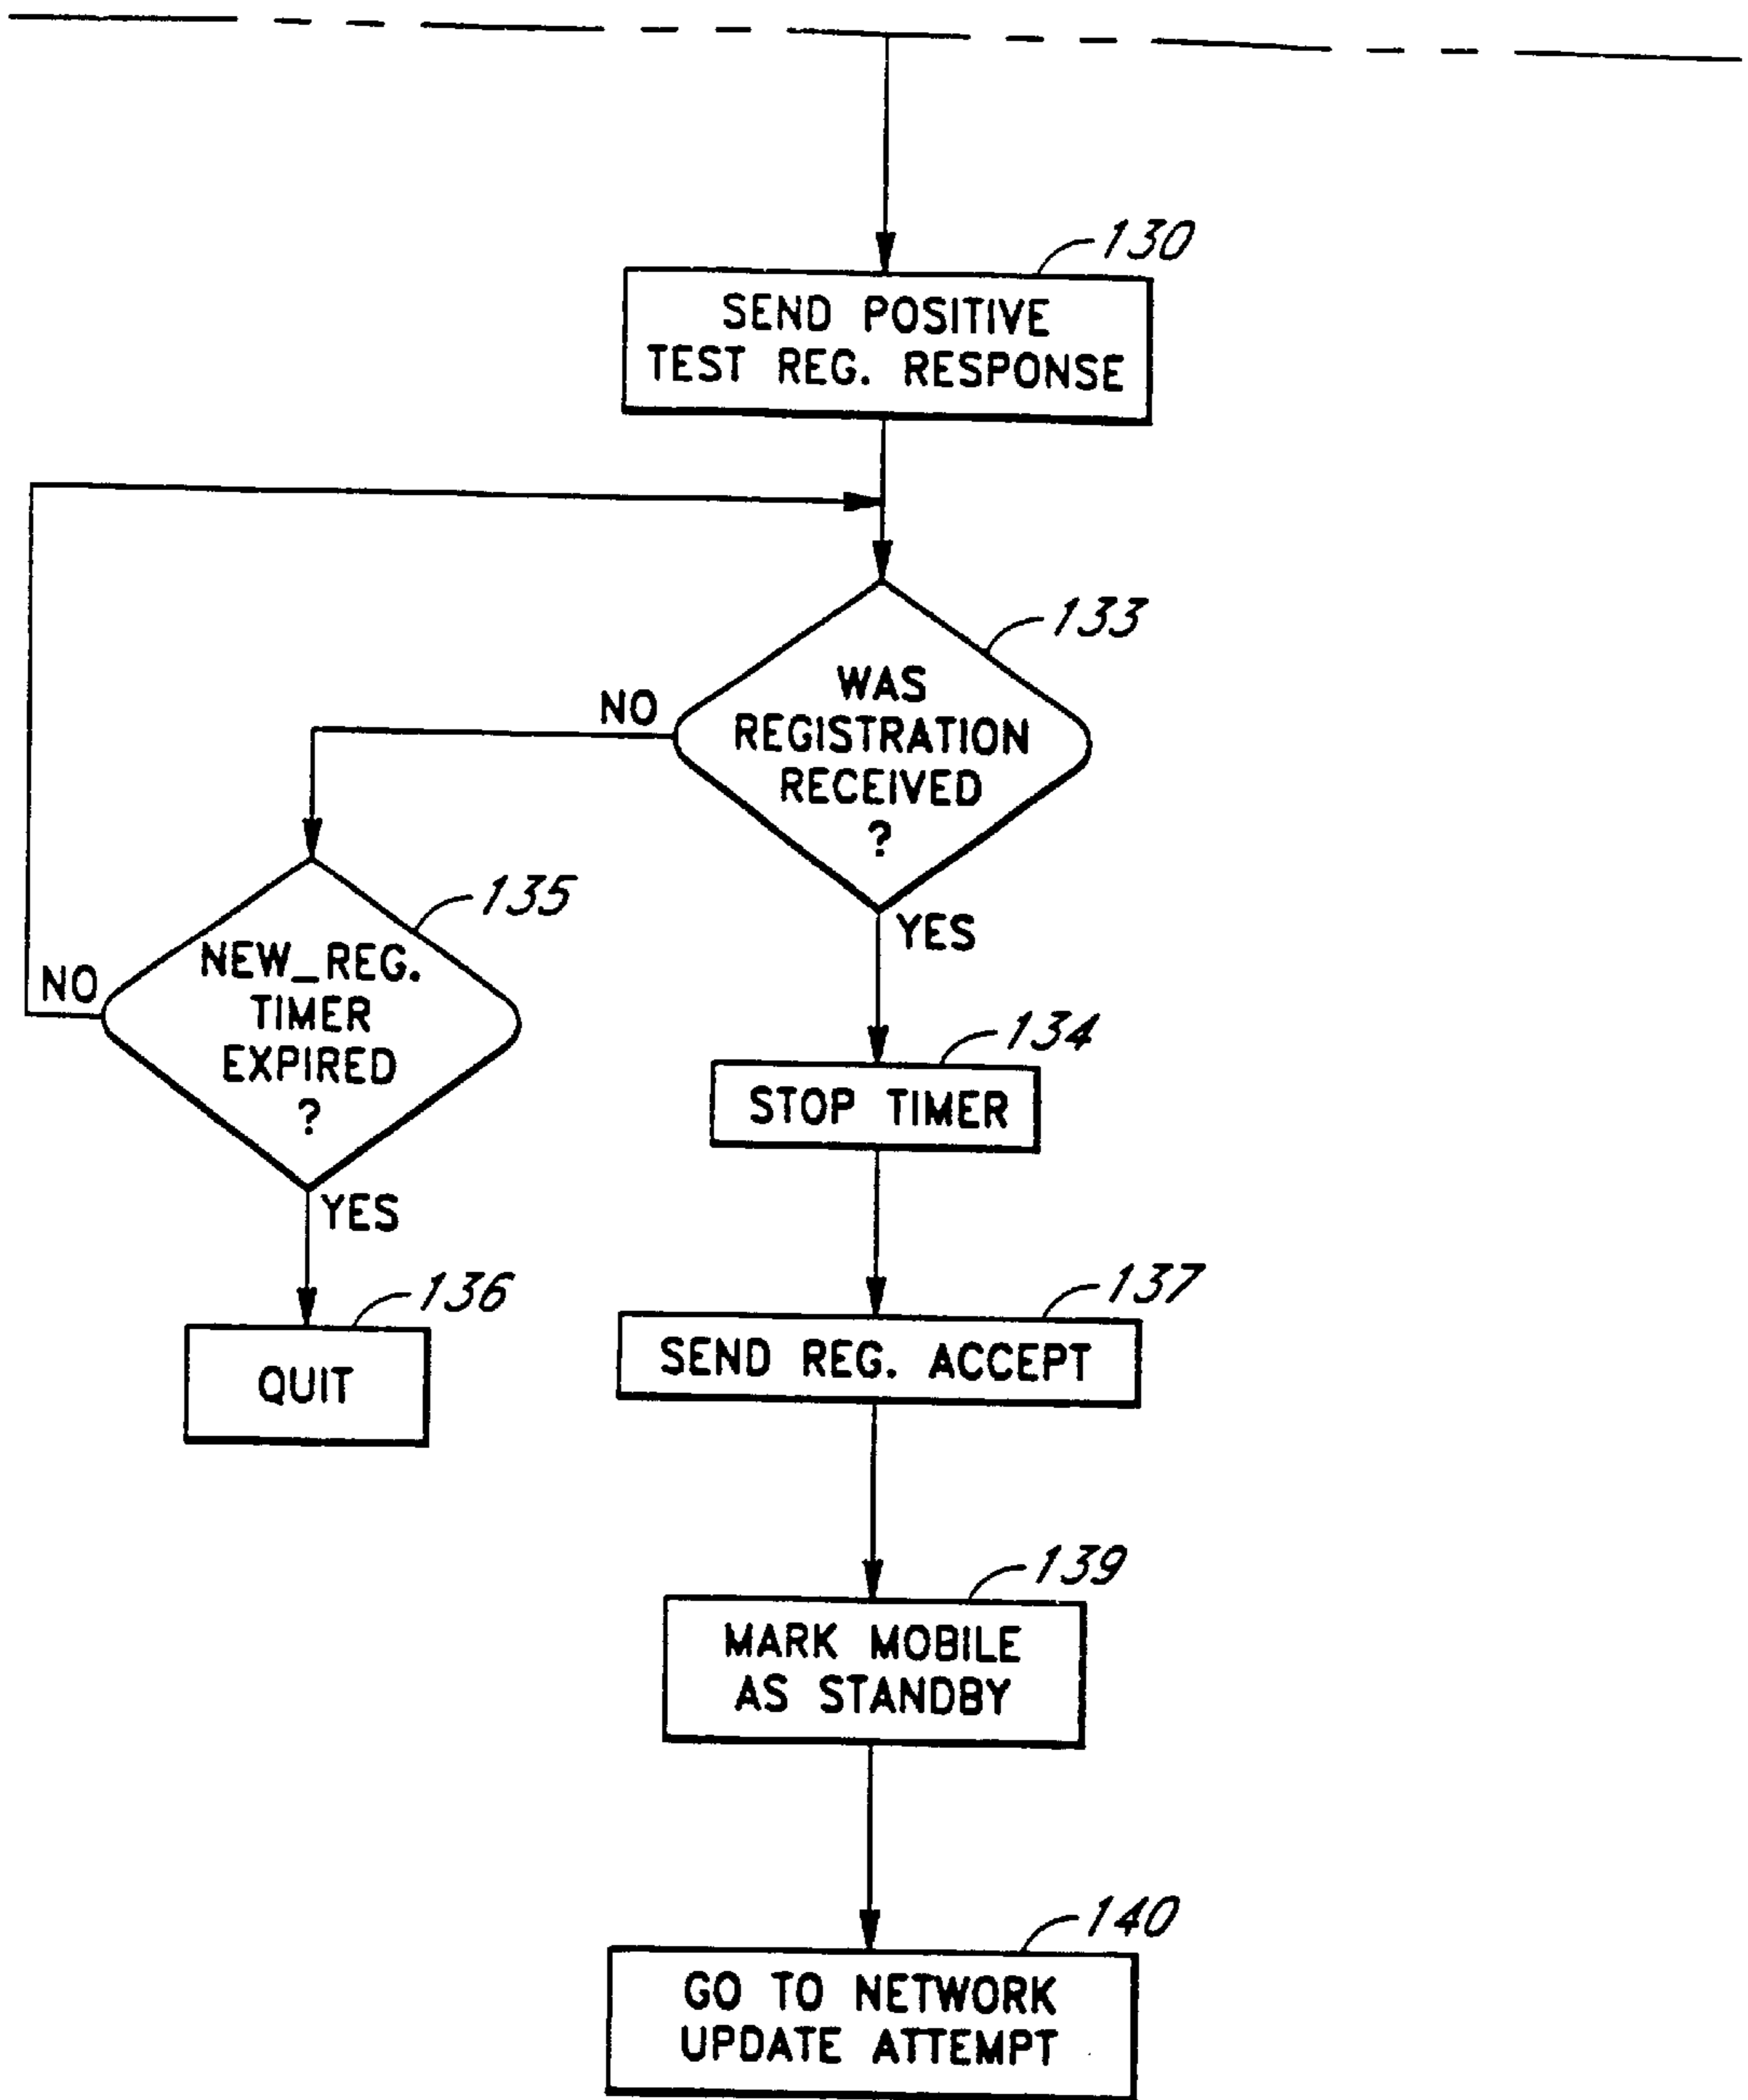 130
SEND POSITIVE
TEST REG. RESPONSE
133
WAS
REGISTRATION
RECEIVED
?
NO
YES
135
NEW_REG.
TIMER
EXPIRED
?
NO
YES
134
STOP TIMER
136
QUIT
137
SEND REG. ACCEPT
139
MARK MOBILE
AS STANDBY
140
GO TO NETWORK
UPDATE ATTEMPT